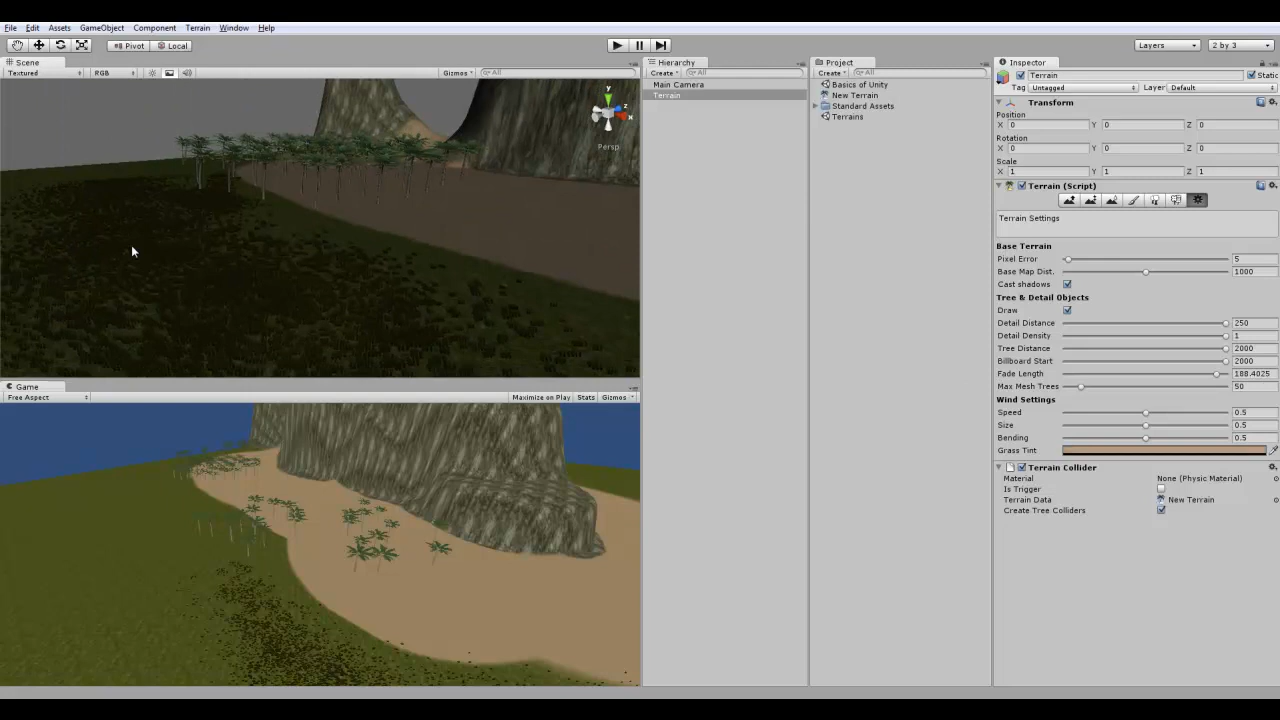 File Edit Assets GameObject Component Terrain Window Help
Pivot Local Layers 2 by 3
Scene
Textured RGB Gizmos All
y
z
x
Persp
Game
Free Aspect Maximize on Play Stats Gizmos
Hierarchy
Create All
Main Camera
Terrain
Project
Create All
Basics of Unity
New Terrain
Standard Assets
Terrains
Inspector
Terrain Static
Tag Untagged Layer Default
Transform
Position
X 0 Y 0 Z 0
Rotation
X 0 Y 0 Z 0
Scale
X 1 Y 1 Z 1
Terrain (Script)
Terrain Settings
Base Terrain
Pixel Error 5
Base Map Dist. 1000
Cast shadows
Tree & Detail Objects
Draw
Detail Distance 250
Detail Density 1
Tree Distance 2000
Billboard Start 2000
Fade Length 188.4025
Max Mesh Trees 50
Wind Settings
Speed 0.5
Size 0.5
Bending 0.5
Grass Tint
Terrain Collider
Material None (Physic Material)
Is Trigger
Terrain Data New Terrain
Create Tree Colliders